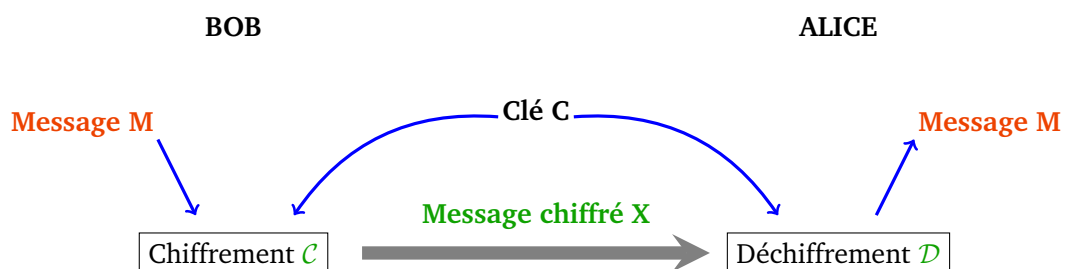 BOB
ALICE
Clé C
Message M
Message M
Message chiffré X
Chiffrement 𝒞
Déchiffrement 𝒟